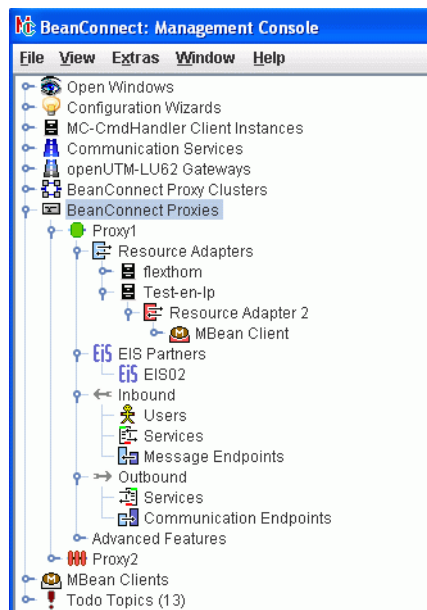 BeanConnect: Management Console
File View Extras Window Help
Open Windows
Configuration Wizards
MC-CmdHandler Client Instances
Communication Services
openUTM-LU62 Gateways
BeanConnect Proxy Clusters
BeanConnect Proxies
Proxy1
Resource Adapters
flexthom
Test-en-lp
Resource Adapter 2
MBean Client
EiS EIS Partners
EiS EIS02
Inbound
Users
Services
Message Endpoints
Outbound
Services
Communication Endpoints
Advanced Features
Proxy2
MBean Clients
Todo Topics (13)